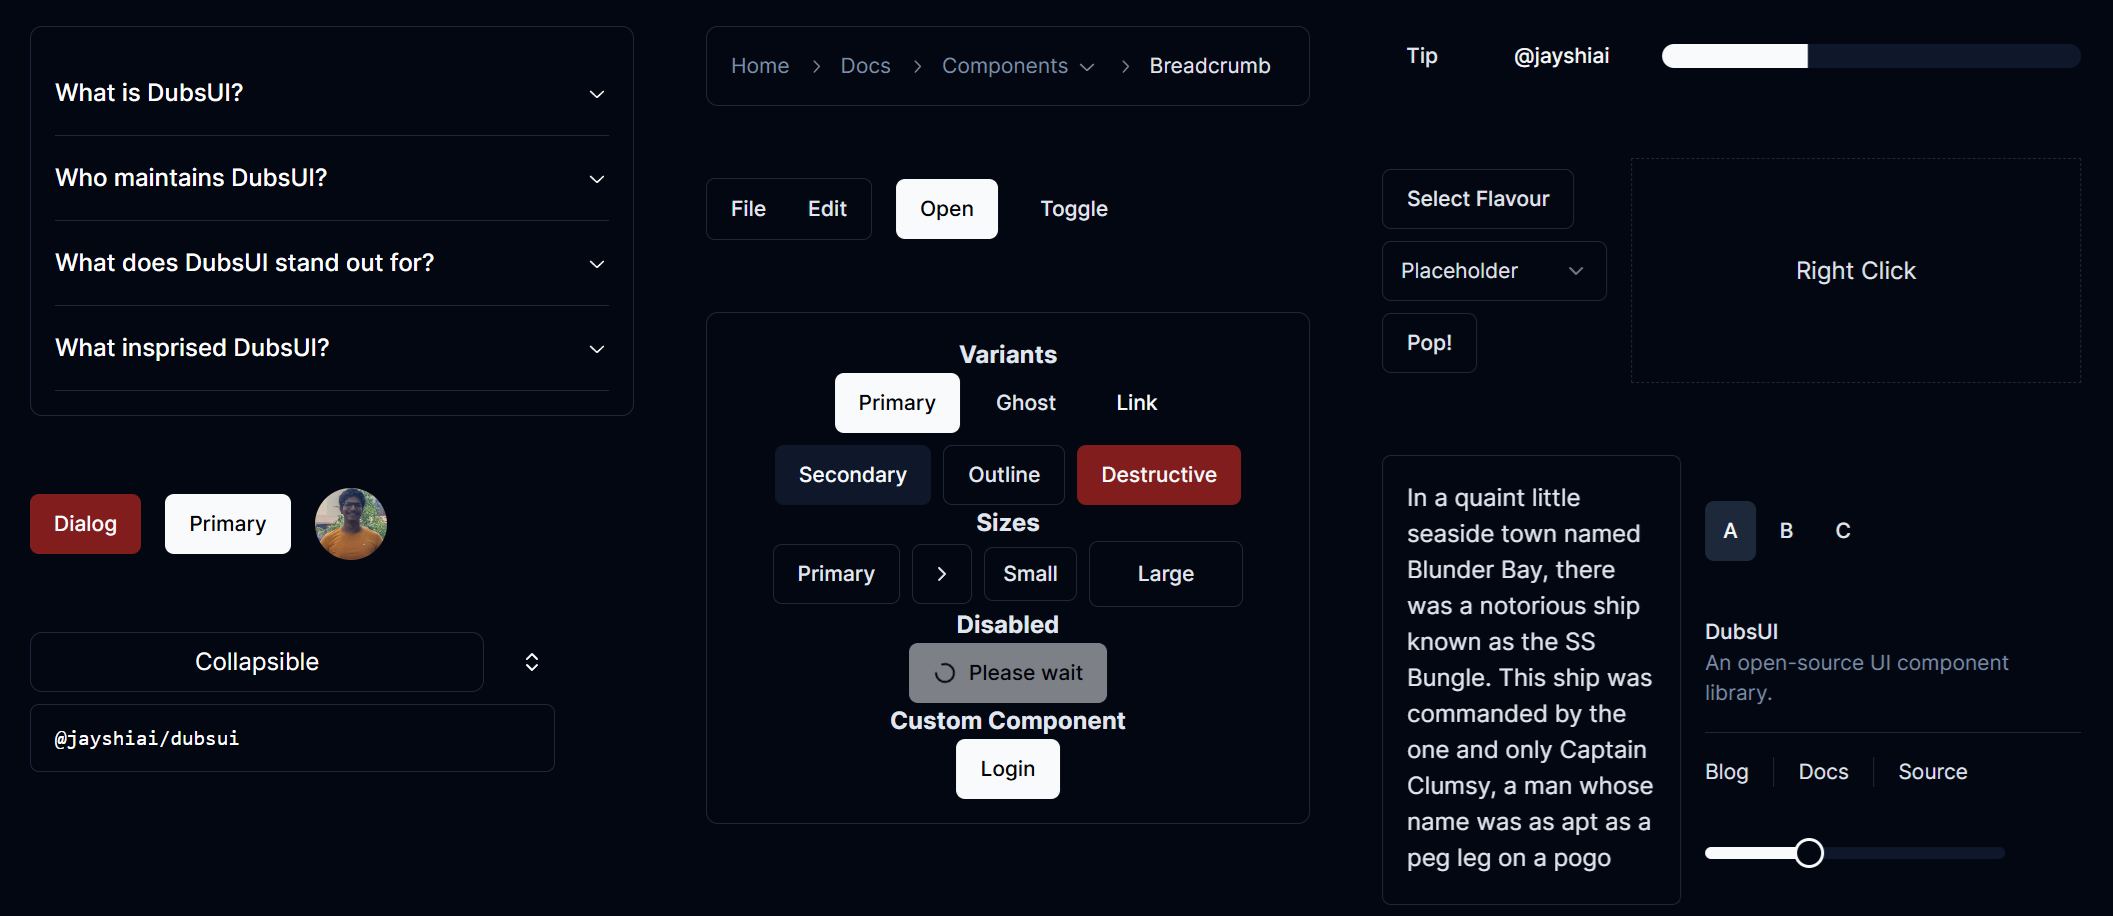 What is DubsUI?
Who maintains DubsUI?
What does DubsUI stand out for?
What insprised DubsUI?
Dialog
Primary
Collapsible
@jayshiai/dubsui
Home
Docs
Components
Breadcrumb
File
Edit
Open
Toggle
Variants
Primary
Ghost
Link
Secondary
Outline
Destructive
Sizes
Primary
Small
Large
Disabled
Please wait
Custom Component
Login
Tip
@jayshiai
Select Flavour
Placeholder
Pop!
Right Click
In a quaint little
seaside town named
Blunder Bay, there
was a notorious ship
known as the SS
Bungle. This ship was
commanded by the
one and only Captain
Clumsy, a man whose
name was as apt as a
peg leg on a pogo
A
B
C
DubsUI
An open-source UI component
library.
Blog
Docs
Source